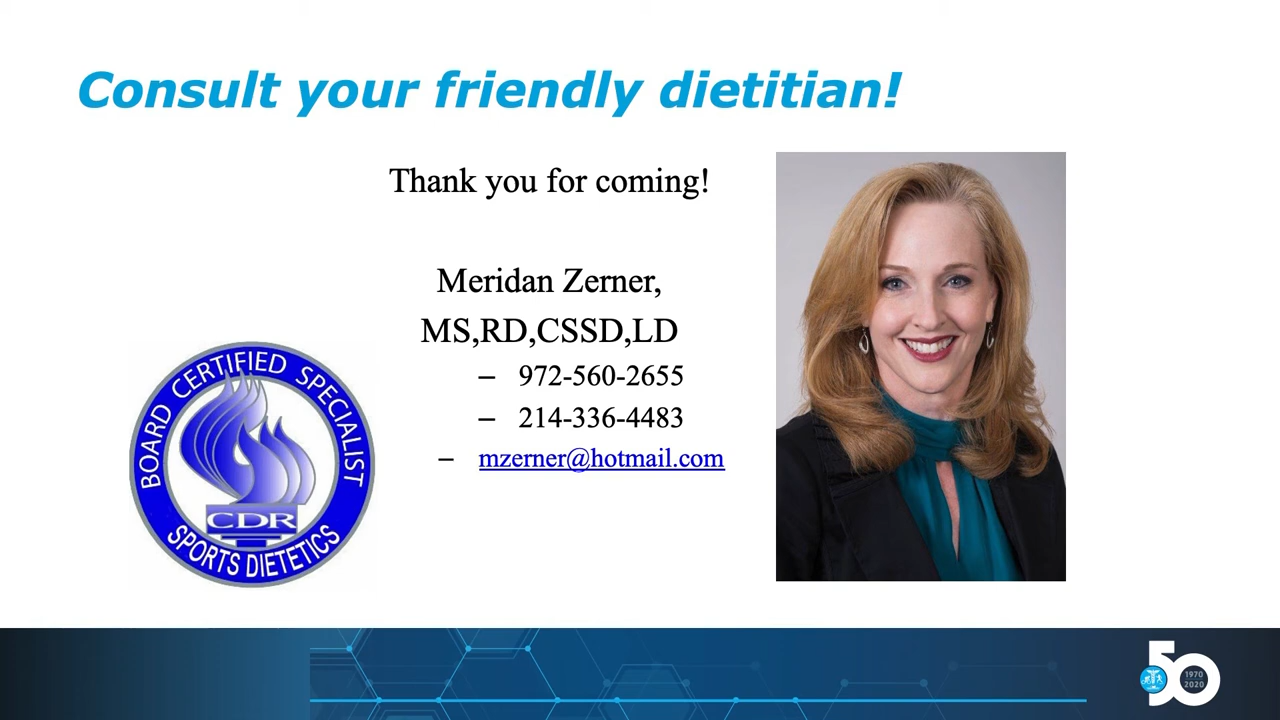 Consult your friendly dietitian!
Thank you for coming!
Meridan Zerner,
MS,RD,CSSD,LD
– 972-560-2655
– 214-336-4483
– mzerner@hotmail.com
BOARD CERTIFIED SPECIALIST
CDR
SPORTS DIETETICS
50
1970
2020